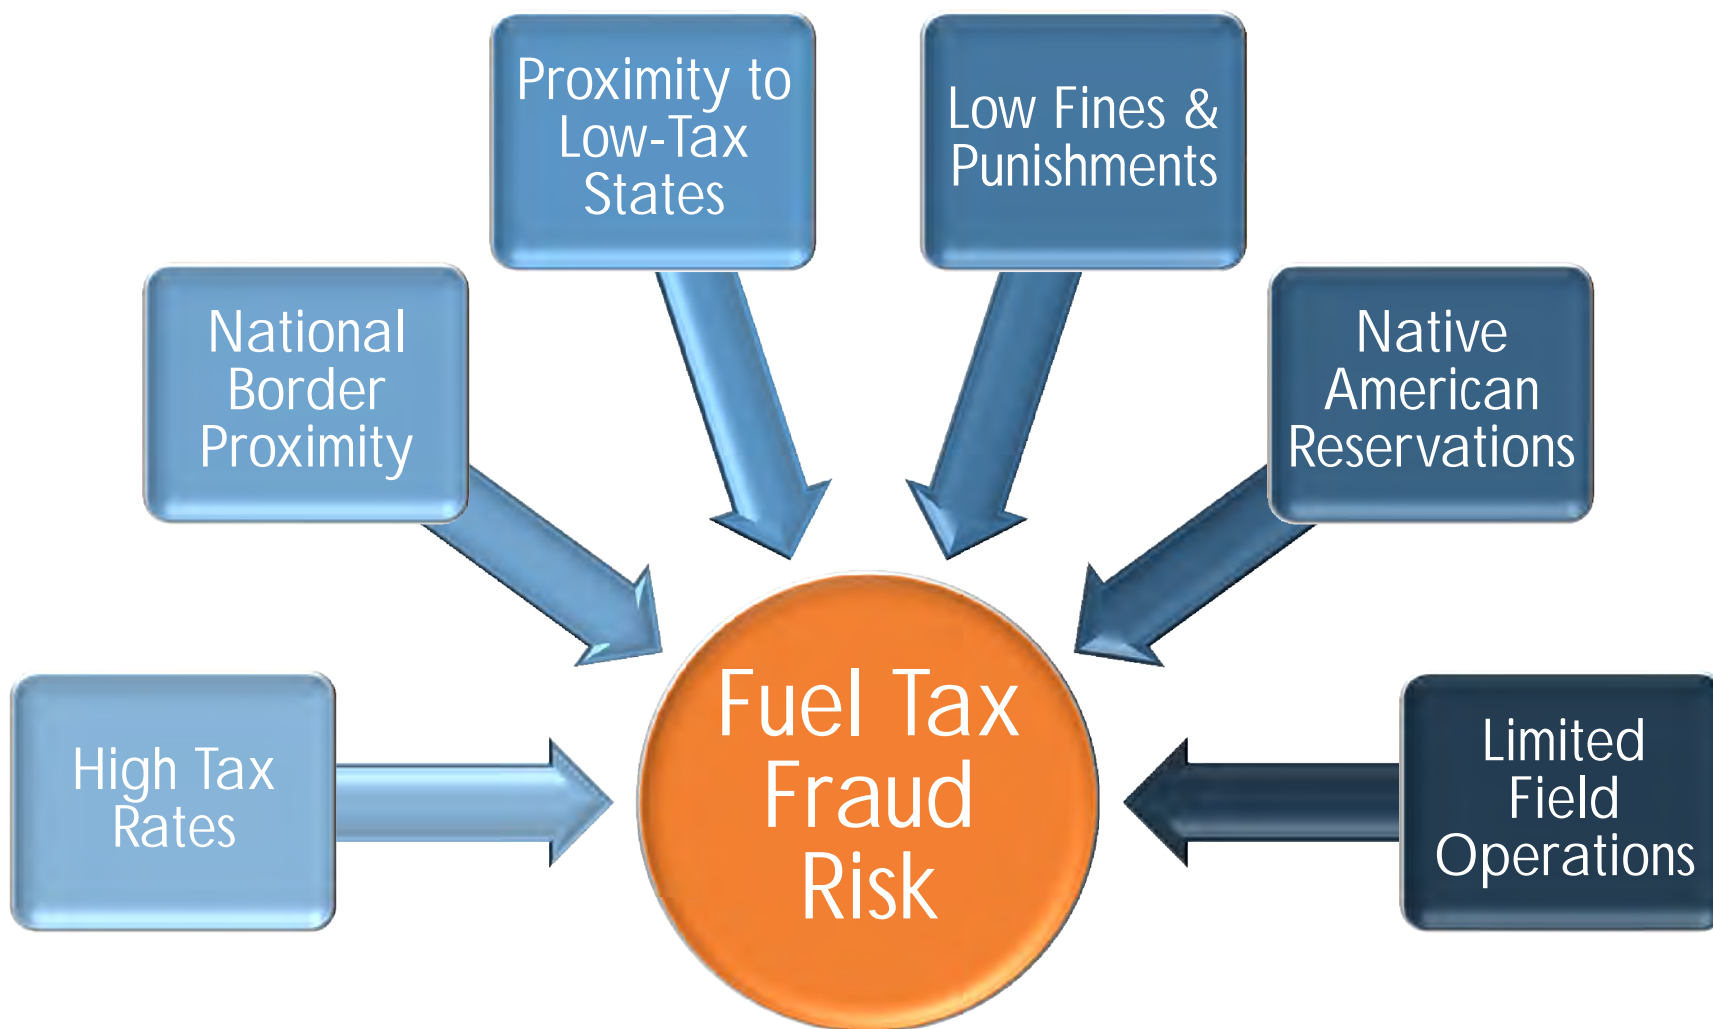 Proximity to
Low-Tax
States
Low Fines &
Punishments
National
Border
Proximity
Native
American
Reservations
High Tax
Rates
Fuel Tax
Fraud
Risk
Limited
Field
Operations